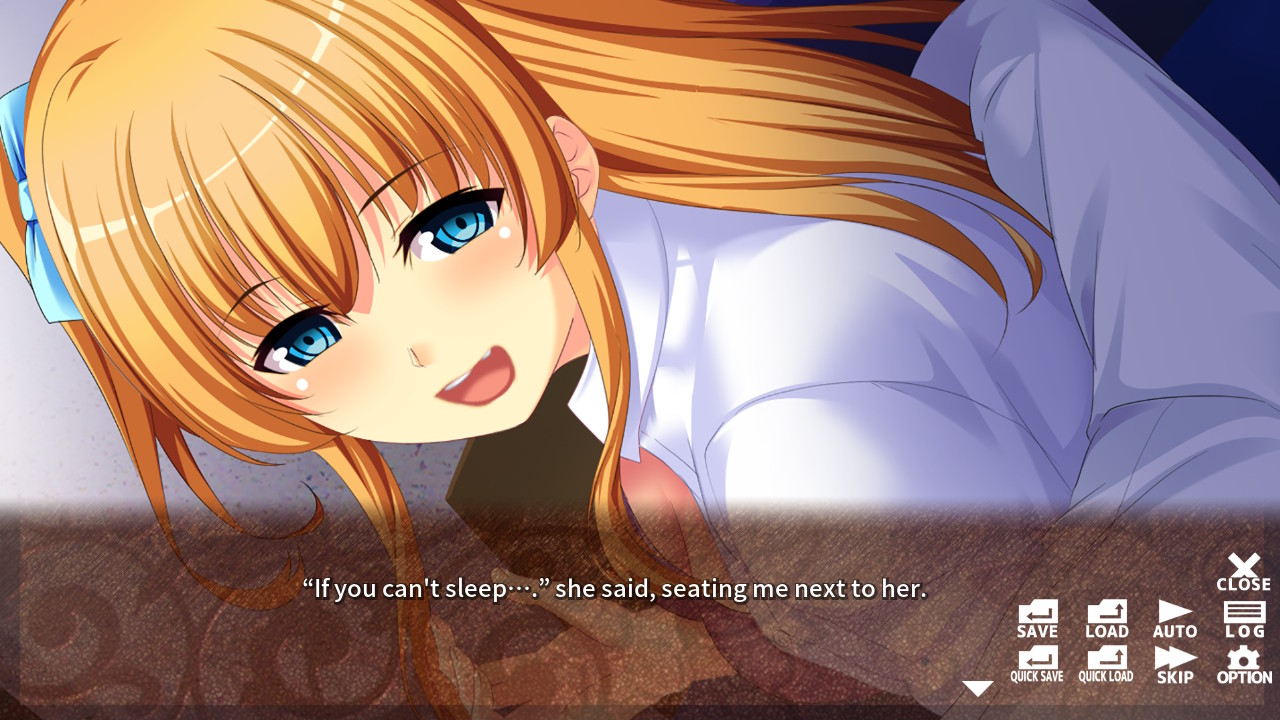 “If you can't sleep⋯.” she said, seating me next to her.
CLOSE
SAVE LOAD AUTO LOG
QUICK SAVE QUICK LOAD SKIP OPTION